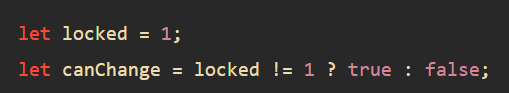 let locked = 1;
let canChange = locked != 1 ? true : false;